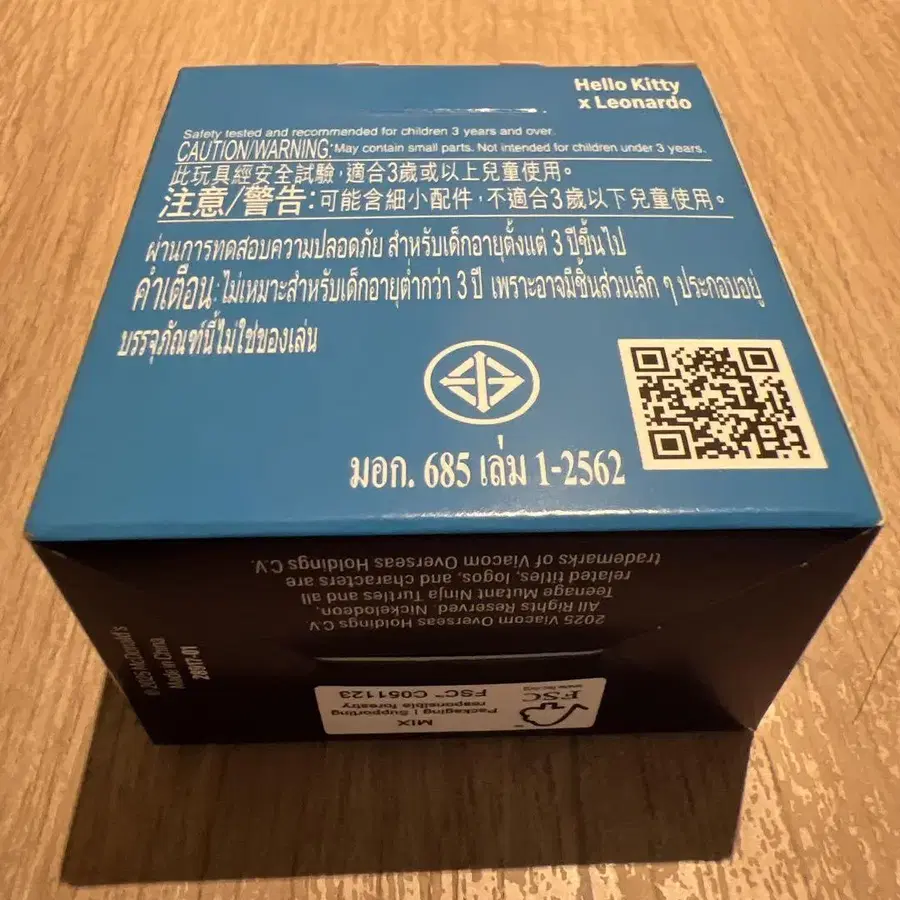 Hello Kitty
x Leonardo
Safety tested and recommended for children 3 years and over.
CAUTION/WARNING: May contain small parts. Not intended for children under 3 years.
此玩具經安全試驗，適合3歲或以上兒童使用。
注意/警告: 可能含細小配件，不適合3歲以下兒童使用。
ผ่านการทดสอบความปลอดภัย สำหรับเด็กอายุตั้งแต่ 3 ปีขึ้นไป
คำเตือน: ไม่เหมาะสำหรับเด็กอายุต่ำกว่า 3 ปี เพราะอาจมีชิ้นส่วนเล็ก ๆ ประกอบอยู่
บรรจุภัณฑ์นี้ไม่ใช่ของเล่น
มอก. 685 เล่ม 1-2562
2025 Viacom Overseas Holdings C.V.
All Rights Reserved. Nickelodeon,
Teenage Mutant Ninja Turtles and all
related titles, logos, and characters are
trademarks of Viacom Overseas Holdings C.V.
© 2025 McDonald's
Made in China
28917-01
FSC
MIX
Packaging | Supporting
responsible forestry
FSC™ C051123